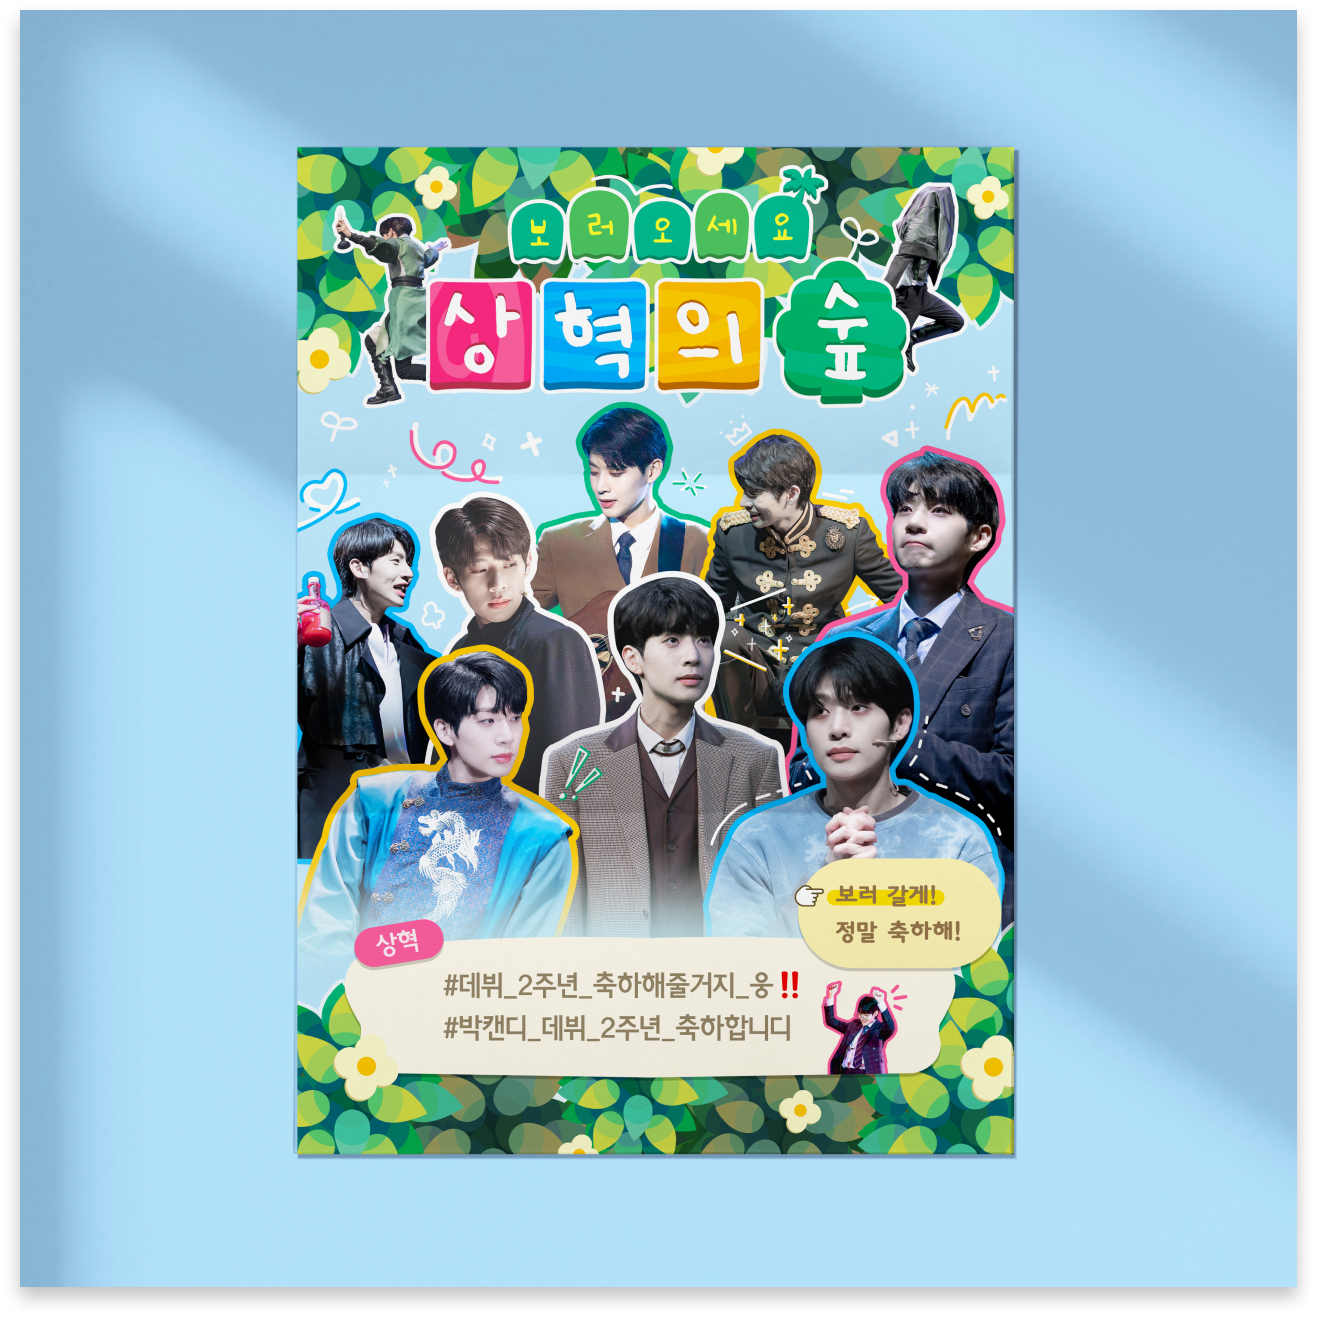 보러오세요
상혁의 숲
보러 갈게!
정말 축하해!
상혁
#데뷔_2주년_축하해줄거지_웅‼
#박캔디_데뷔_2주년_축하합니디